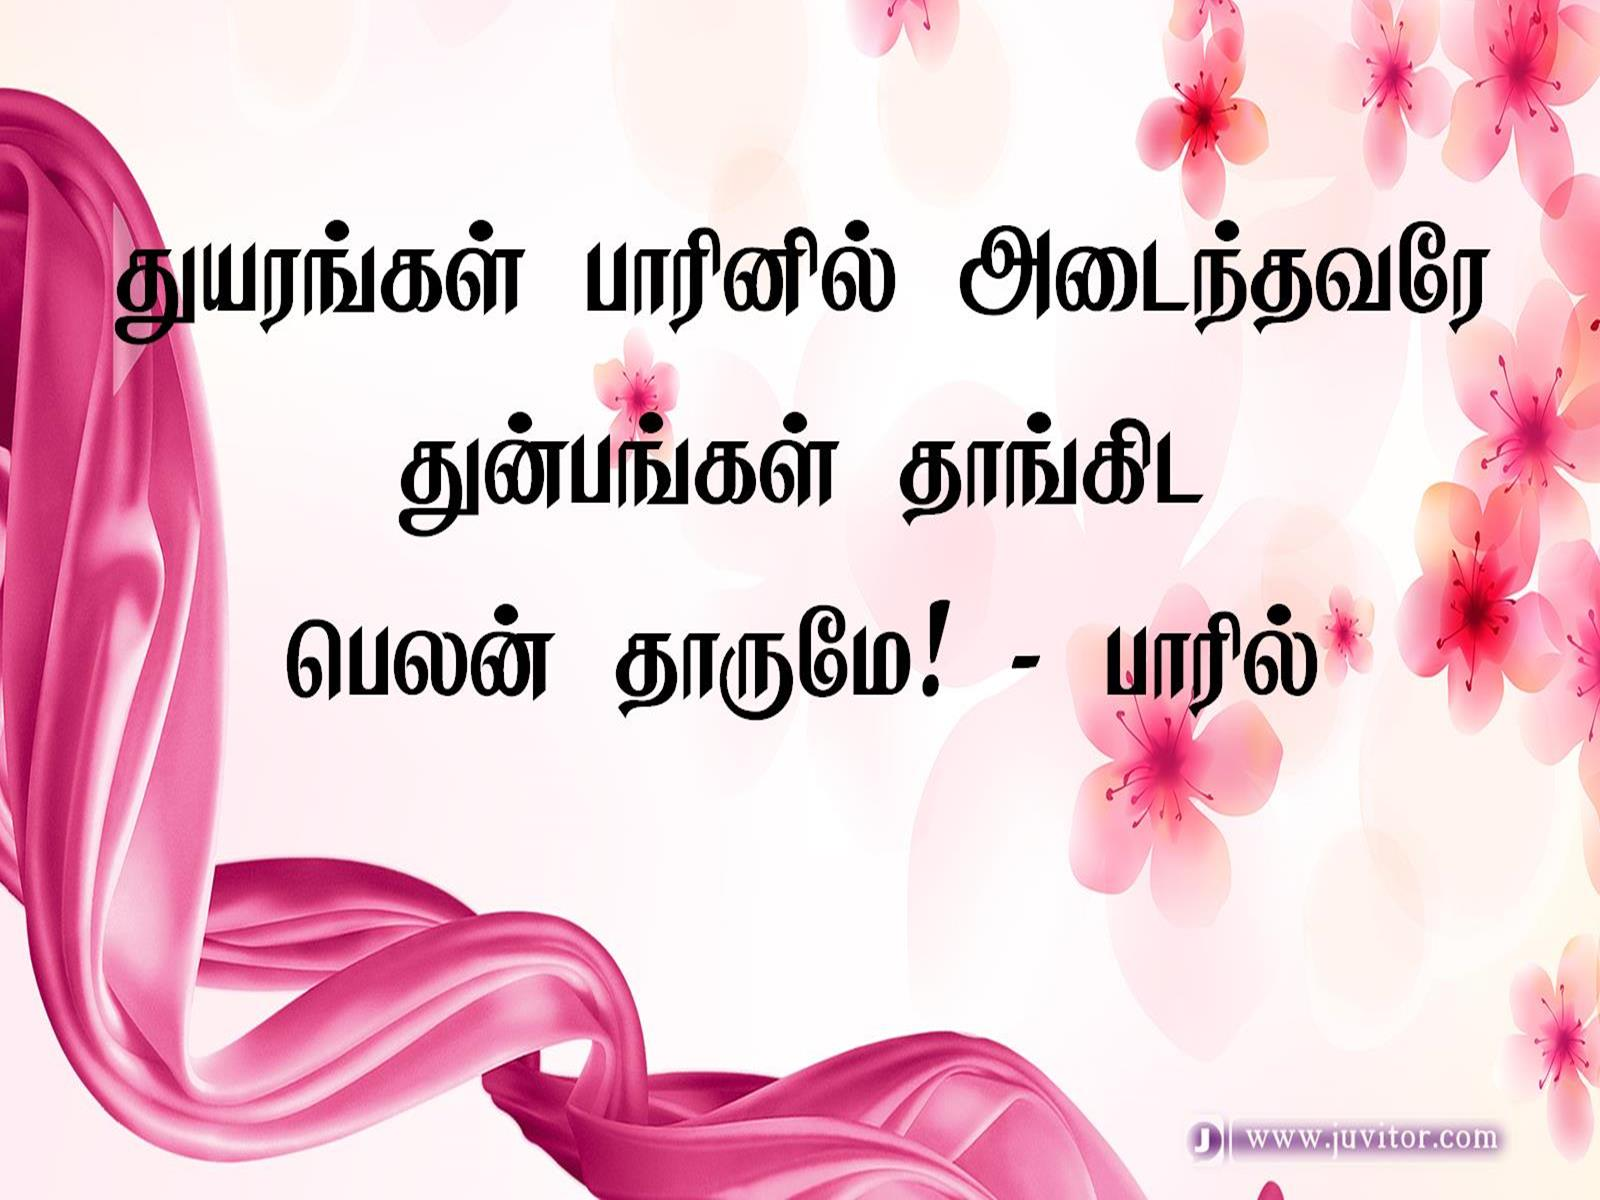 துயரங்கள் பாரினில் அடைந்தவரே
துன்பங்கள் தாங்கிட
பெலன் தாருமே! - பாரில்
J www.juvitor.com